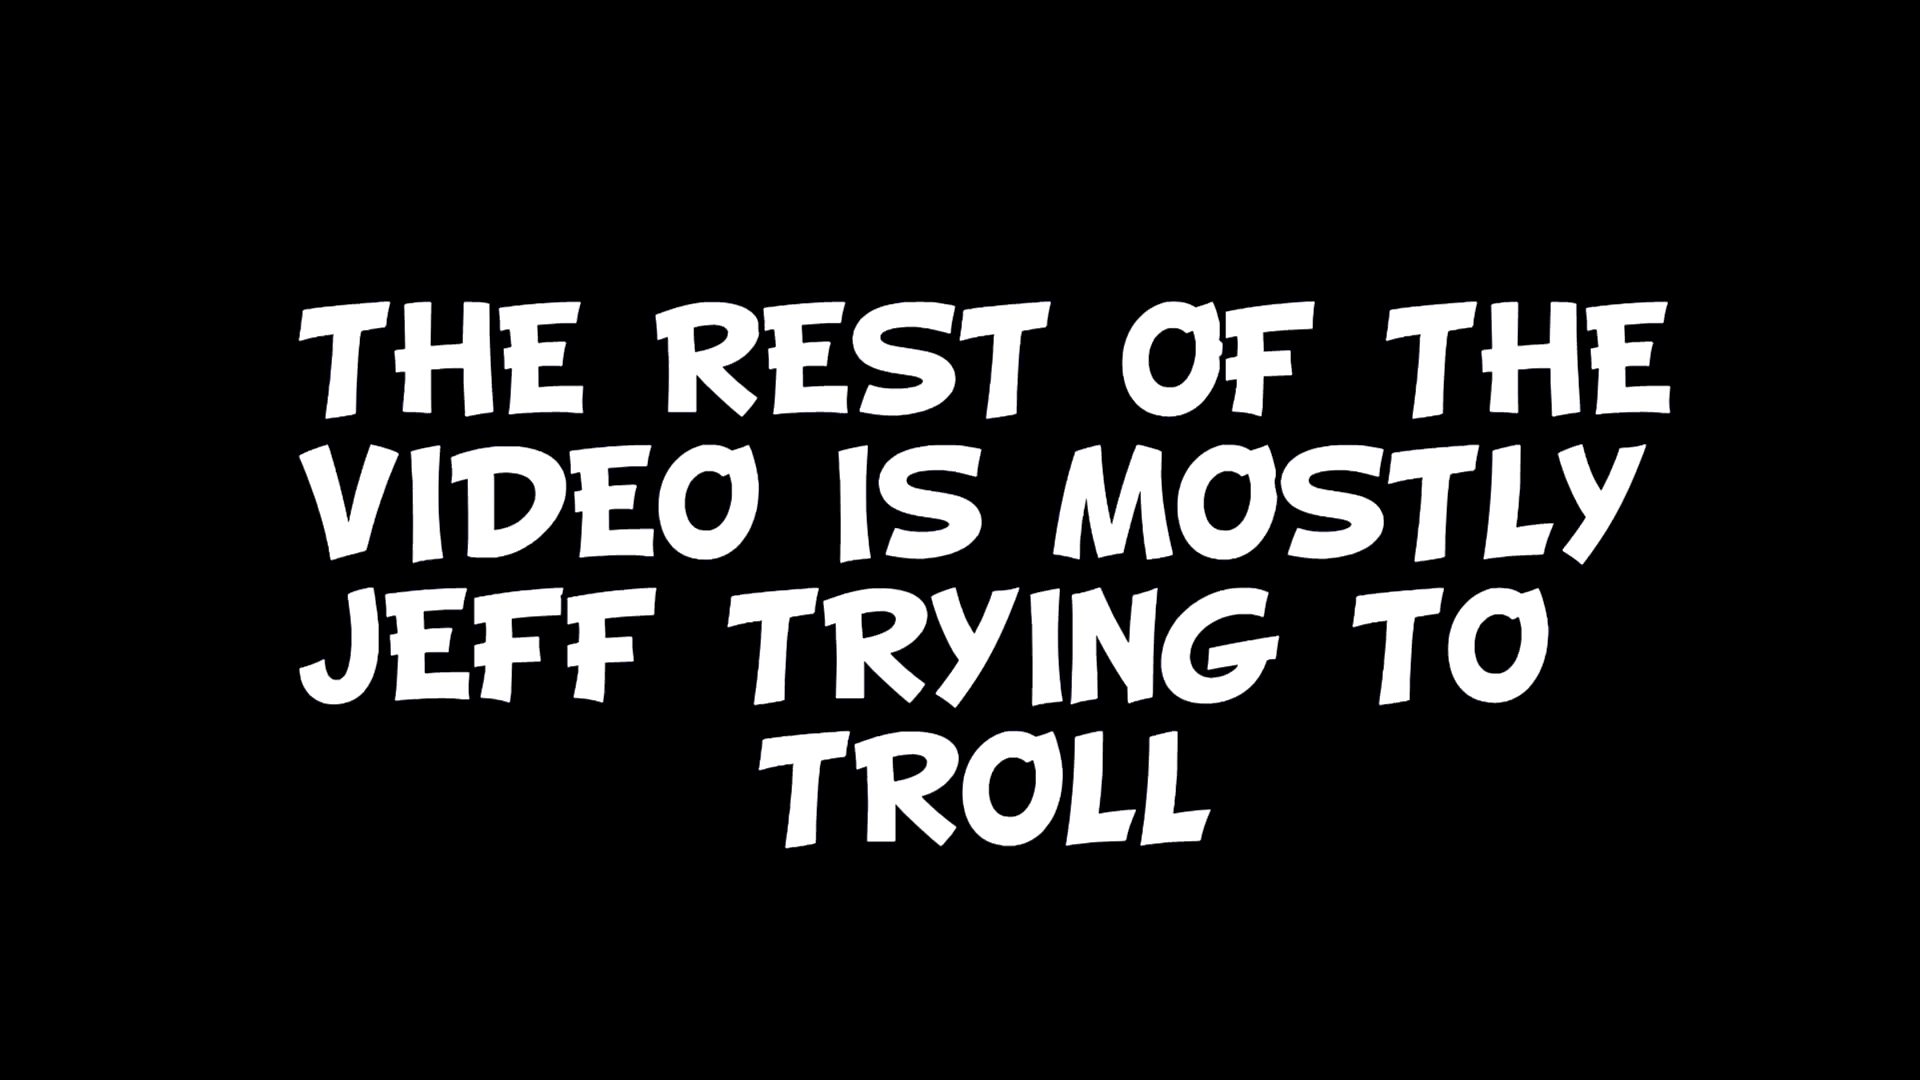 THE REST OF THE
VIDEO IS MOSTLY
JEFF TRYING TO
TROLL